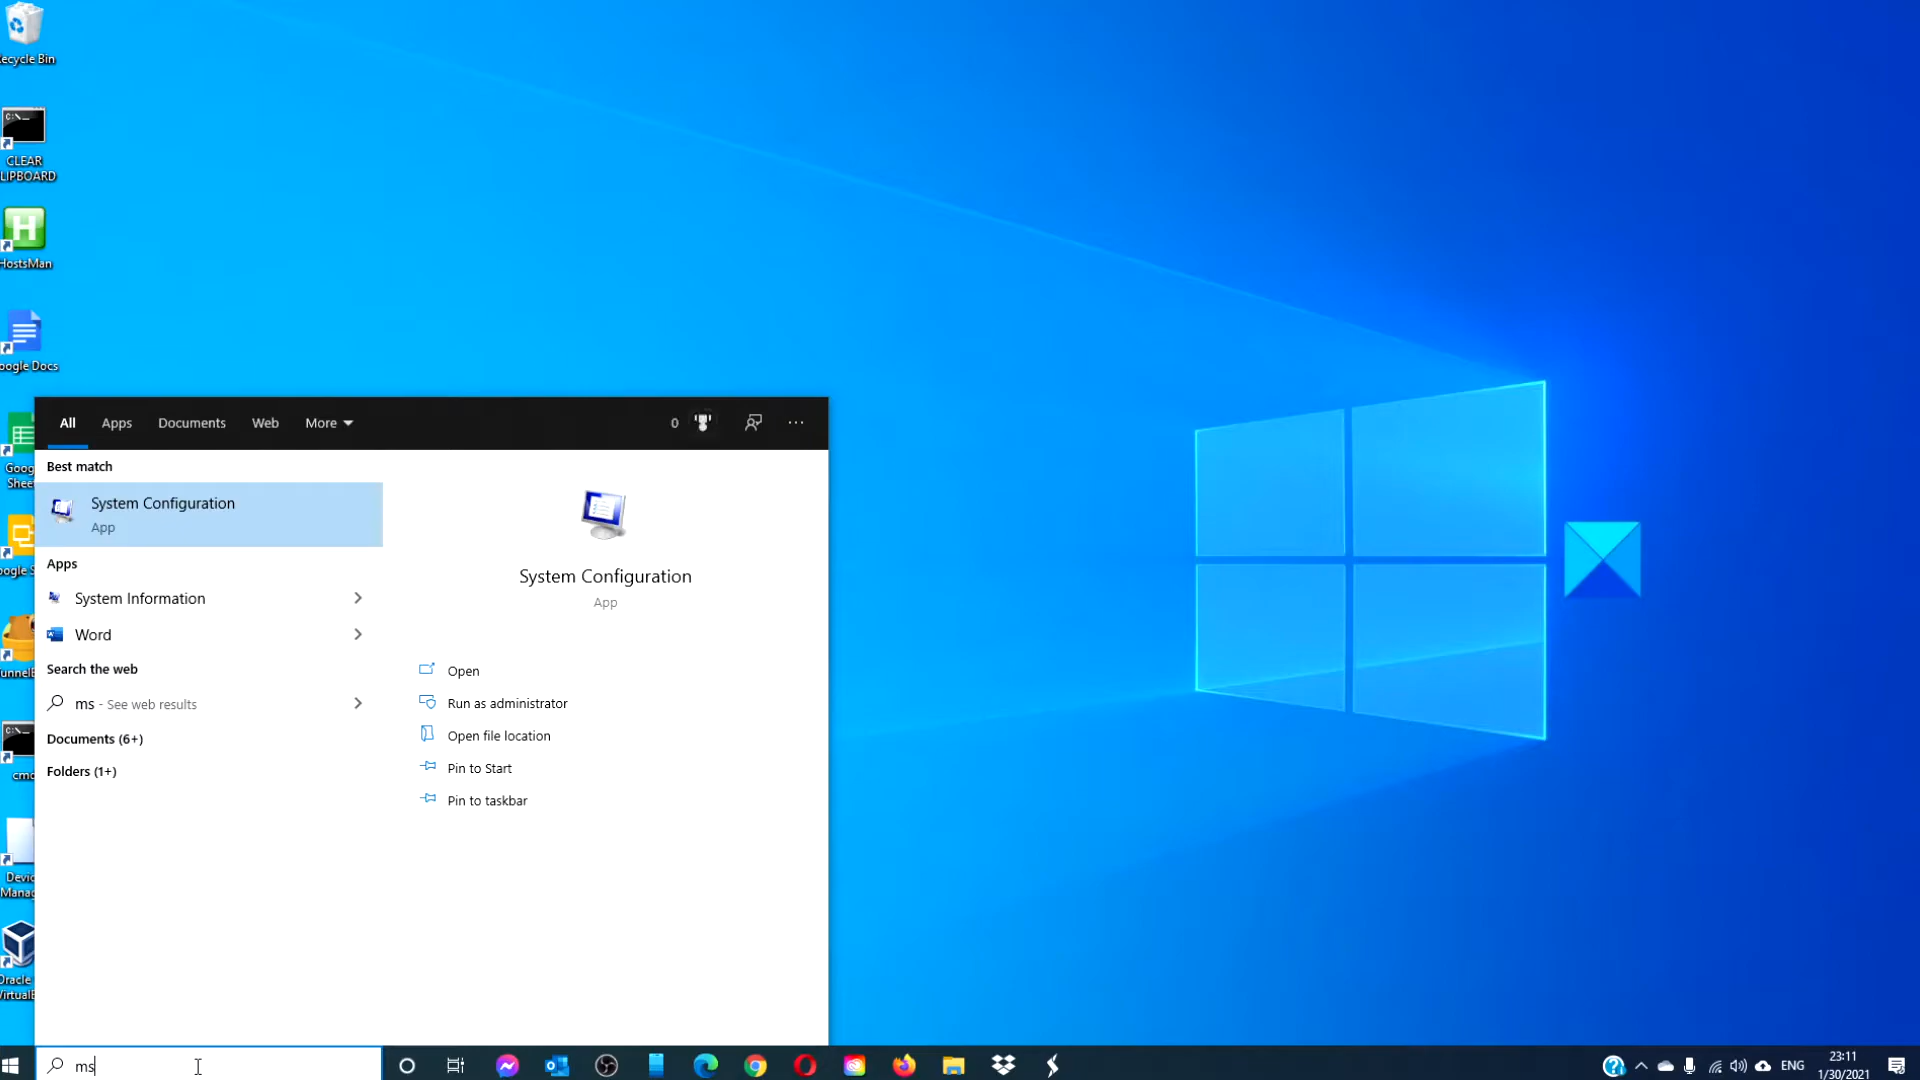 ecycle Bin
CLEAR
LIPBOARD
HostsMan
oogle Docs
Goog
Shee
oogle S
unnelB
cmd
Devic
Manag
Oracle
VirtualB
All Apps Documents Web More 0
Best match
System Configuration
App
Apps
System Information
Word
Search the web
ms - See web results
Documents (6+)
Folders (1+)
System Configuration
App
Open
Run as administrator
Open file location
Pin to Start
Pin to taskbar
ms
ENG
23:11
1/30/2021